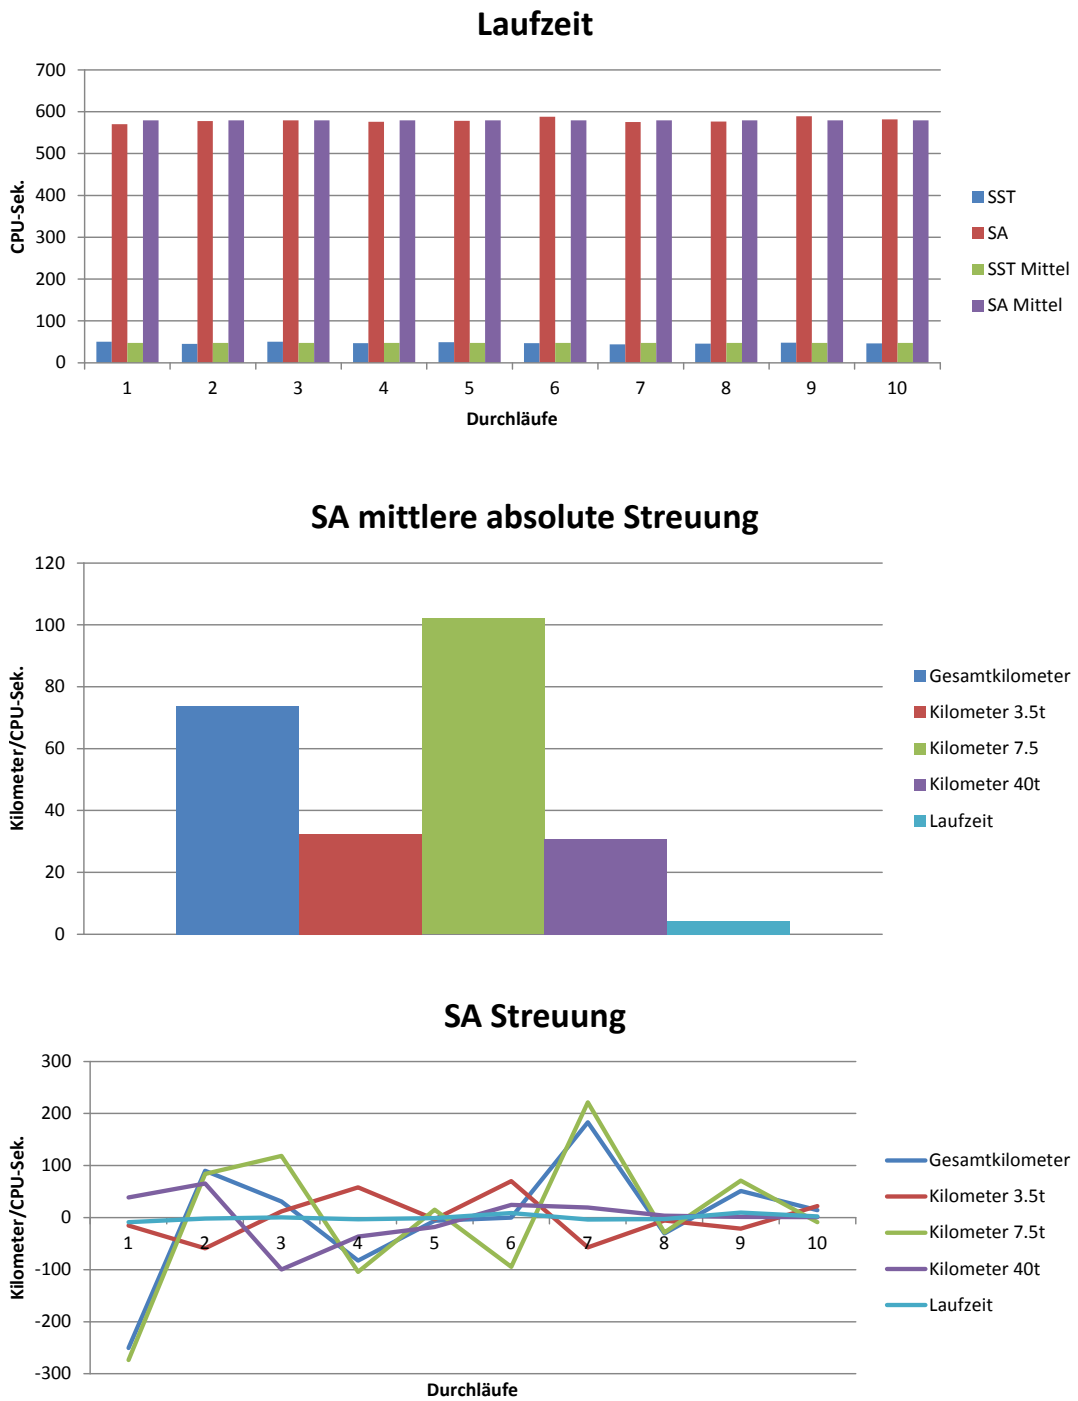 Laufzeit
700
600
500
400
300
200
100
0
CPU-Sek.
1 2 3 4 5 6 7 8 9 10
Durchläufe
SST
SA
SST Mittel
SA Mittel
SA mittlere absolute Streuung
120
100
80
60
40
20
0
Kilometer/CPU-Sek.
Gesamtkilometer
Kilometer 3.5t
Kilometer 7.5
Kilometer 40t
Laufzeit
SA Streuung
300
200
100
0
-100
-200
-300
Kilometer/CPU-Sek.
1 2 3 4 5 6 7 8 9 10
Durchläufe
Gesamtkilometer
Kilometer 3.5t
Kilometer 7.5t
Kilometer 40t
Laufzeit